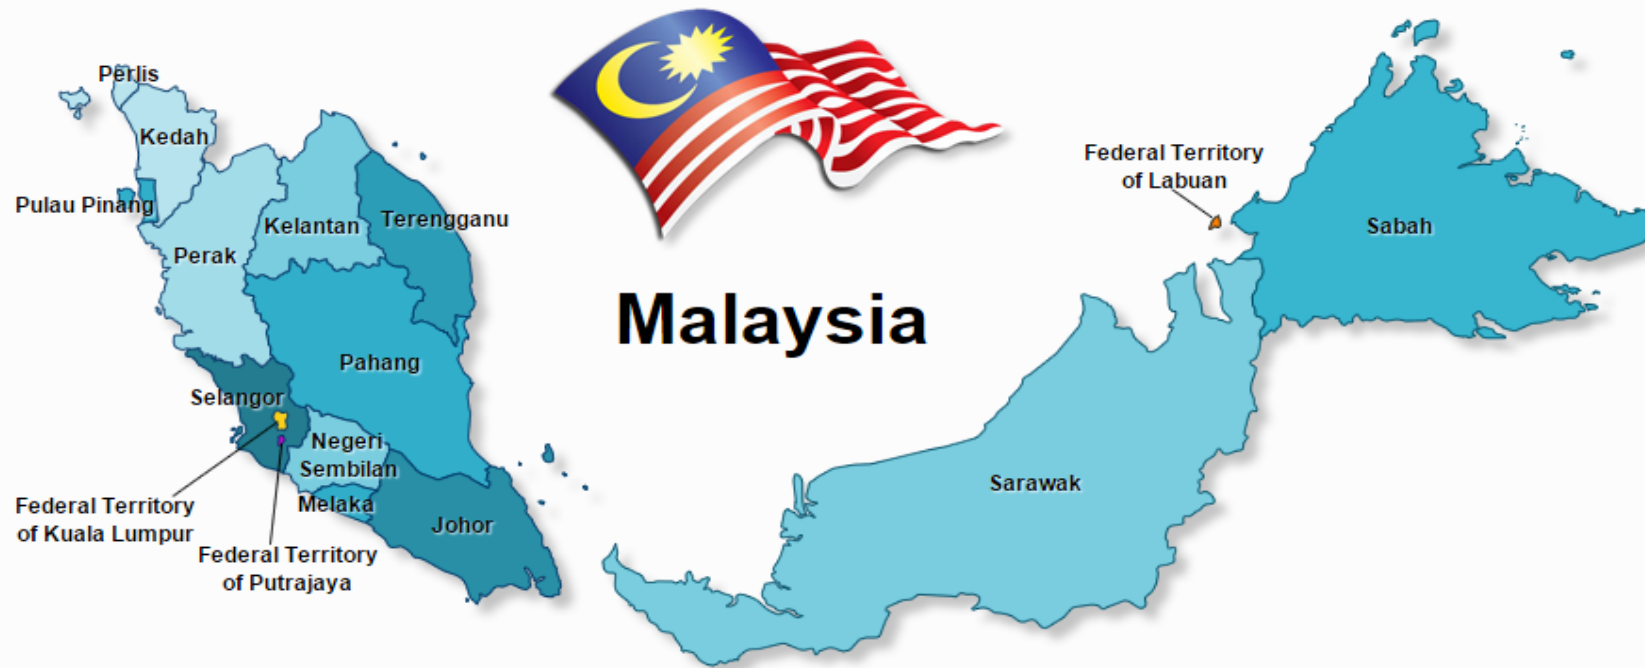 Perlis
Kedah
Pulau Pinang
Perak
Kelantan
Terengganu
Pahang
Selangor
Negeri
Sembilan
Melaka
Johor
Federal Territory
of Kuala Lumpur
Federal Territory
of Putrajaya
Malaysia
Federal Territory
of Labuan
Sabah
Sarawak